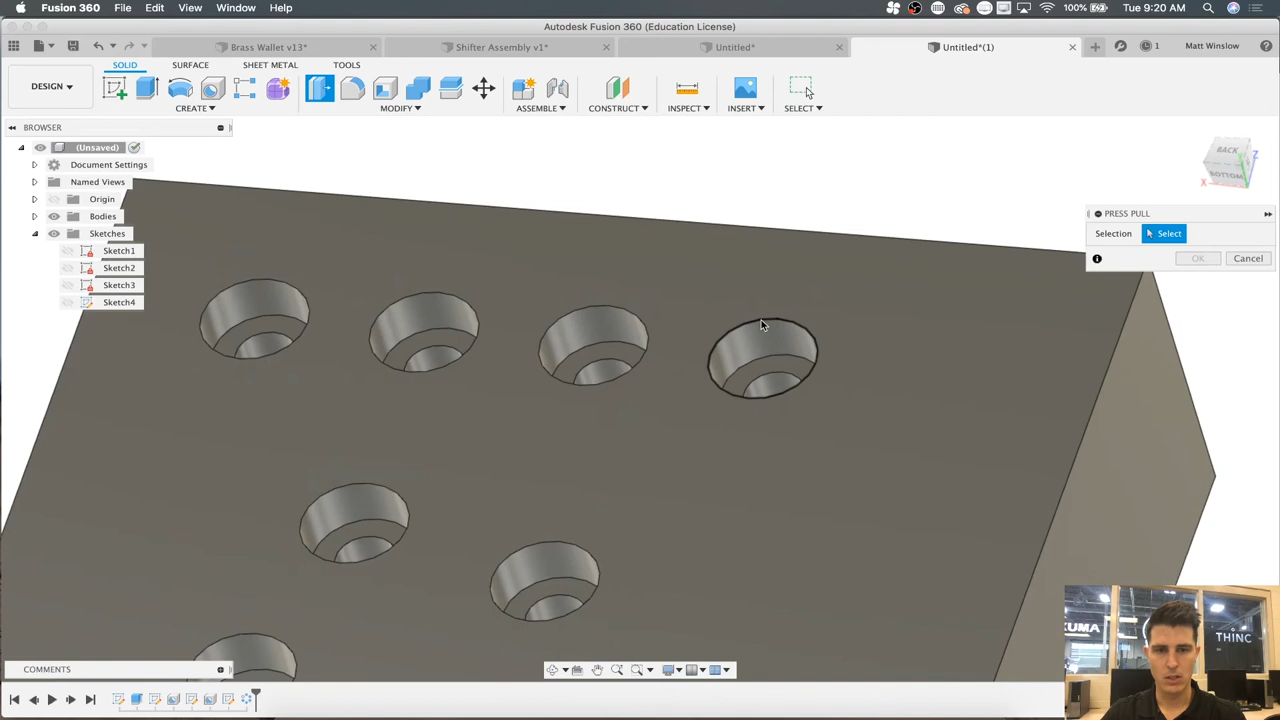 Fusion 360 File Edit View Window Help 100% Tue 9:20 AM
Autodesk Fusion 360 (Education License)
Brass Wallet v13* Shifter Assembly v1* Untitled* Untitled*(1) 1 Matt Winslow
SOLID SURFACE SHEET METAL TOOLS
DESIGN
CREATE MODIFY ASSEMBLE CONSTRUCT INSPECT INSERT SELECT
BROWSER
(Unsaved)
Document Settings
Named Views
Origin
Bodies
Sketches
Sketch1
Sketch2
Sketch3
Sketch4
BACK
BOTTOM
X
Z
PRESS PULL
Selection Select
OK Cancel
KUMA
THINC
COMMENTS